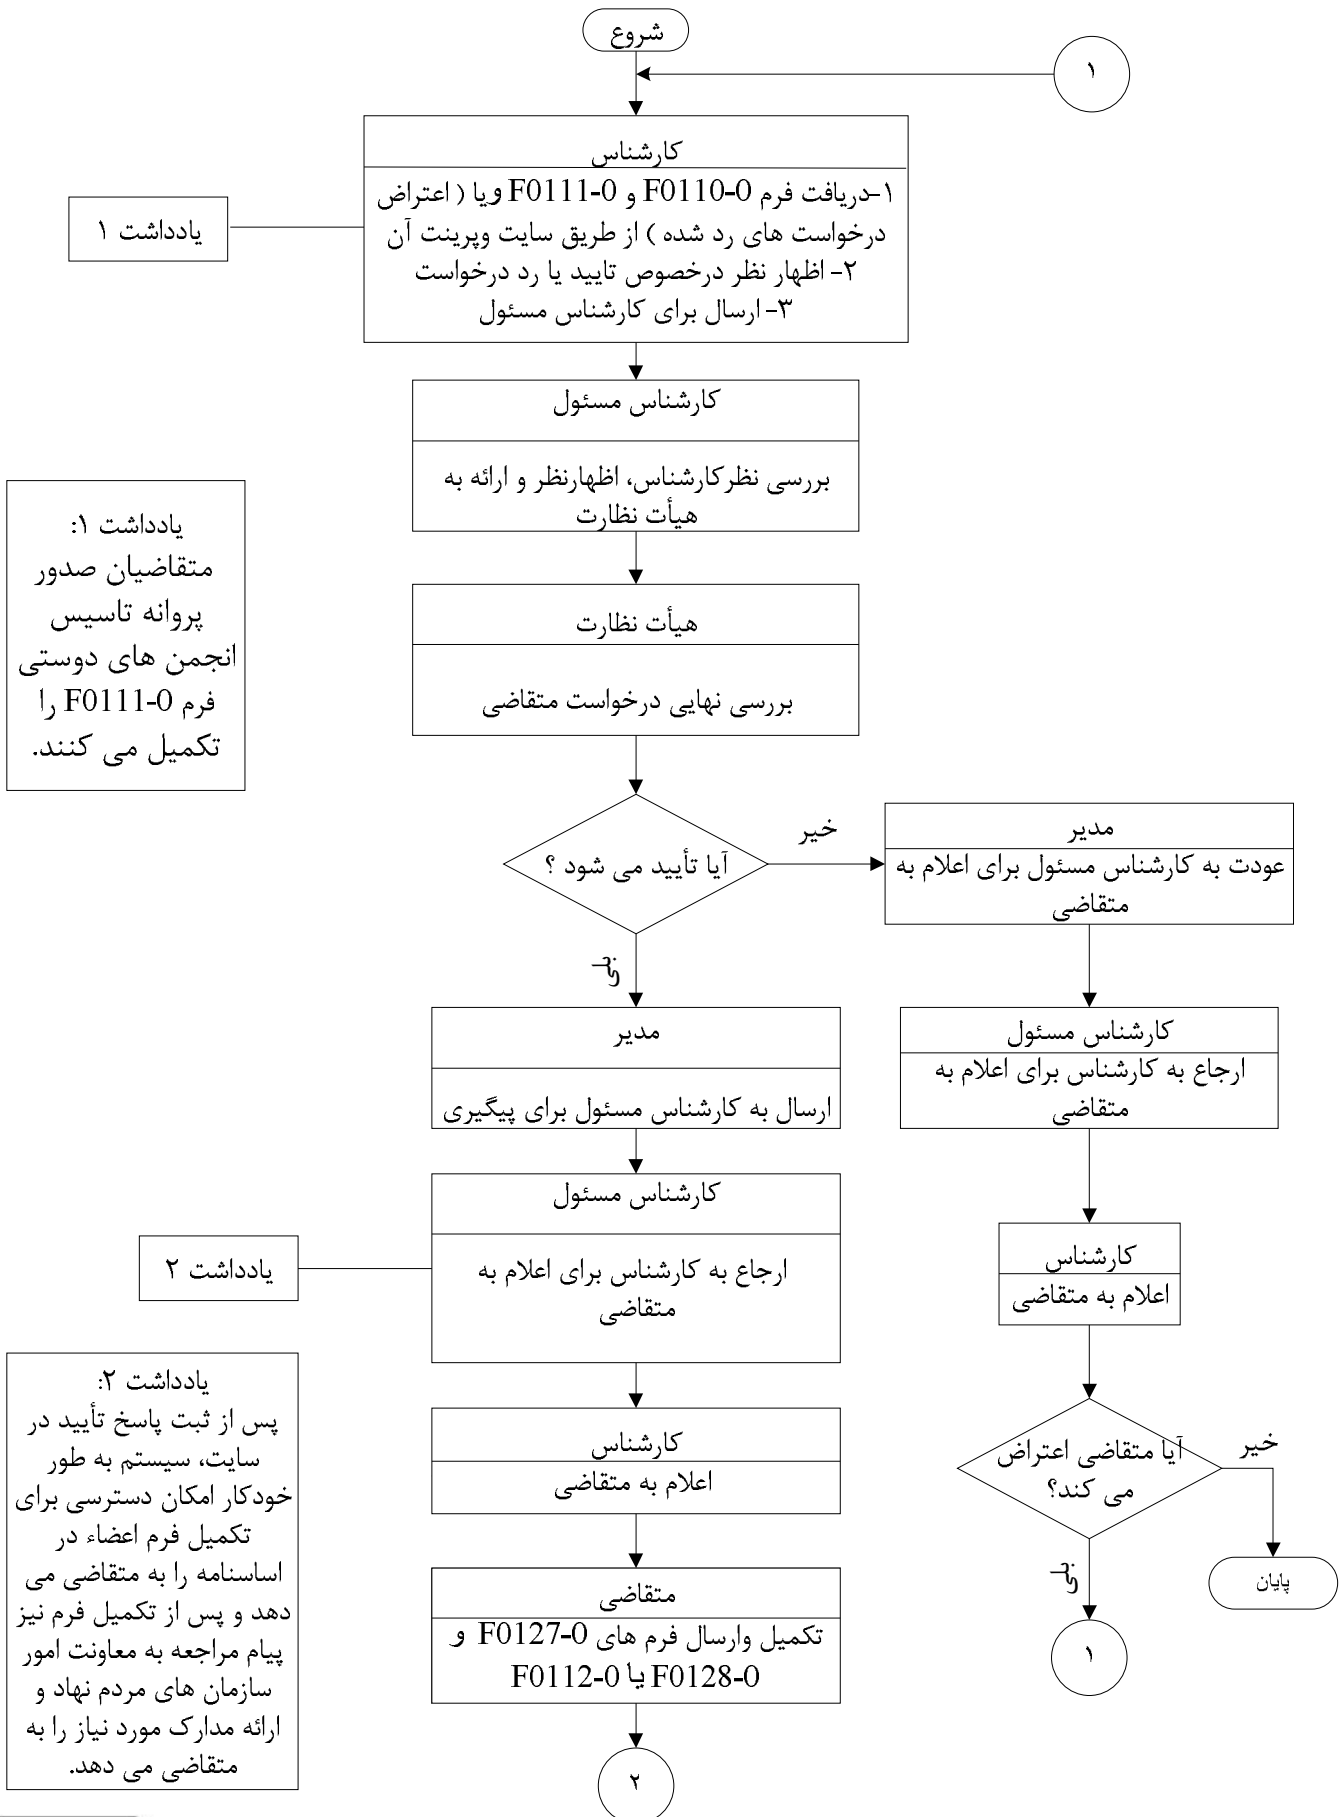 شروع
۱
کارشناس
۱-دریافت فرم F0110-0 و F0111-0 ویا ( اعتراض
درخواست های رد شده ) از طریق سایت وپرینت آن
۲- اظهار نظر درخصوص تایید یا رد درخواست
۳- ارسال برای کارشناس مسئول
یادداشت ۱
کارشناس مسئول
بررسی نظرکارشناس، اظهارنظر و ارائه به
هیأت نظارت
یادداشت ۱:
متقاضیان صدور
پروانه تاسیس
انجمن های دوستی
فرم F0111-0 را
تکمیل می کنند.
هیأت نظارت
بررسی نهایی درخواست متقاضی
آیا تأیید می شود ؟
خیر
مدیر
عودت به کارشناس مسئول برای اعلام به
متقاضی
بلی
مدیر
ارسال به کارشناس مسئول برای پیگیری
کارشناس مسئول
ارجاع به کارشناس برای اعلام به
متقاضی
کارشناس مسئول
ارجاع به کارشناس برای اعلام به
متقاضی
یادداشت ۲
کارشناس
اعلام به متقاضی
یادداشت ۲:
پس از ثبت پاسخ تأیید در
سایت، سیستم به طور
خودکار امکان دسترسی برای
تکمیل فرم اعضاء در
اساسنامه را به متقاضی می
دهد و پس از تکمیل فرم نیز
پیام مراجعه به معاونت امور
سازمان های مردم نهاد و
ارائه مدارک مورد نیاز را به
متقاضی می دهد.
کارشناس
اعلام به متقاضی
آیا متقاضی اعتراض
می کند؟
خیر
پایان
بلی
۱
متقاضی
تکمیل وارسال فرم های F0127-0 و
F0128-0 یا F0112-0
۲